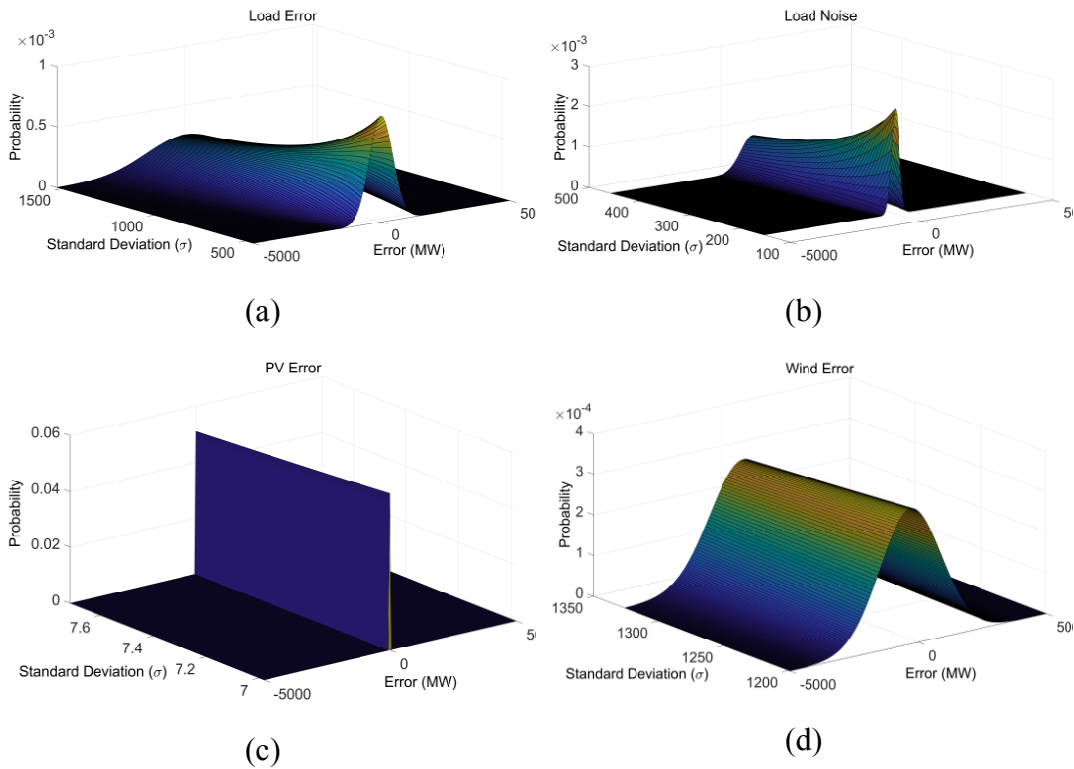 Load Error
×10⁻³
1
0.5
0
Probability
1500
1000
500
Standard Deviation (σ)
-5000
0
50
Error (MW)
(a)
Load Noise
×10⁻³
3
2
1
0
Probability
500
400
300
200
100
Standard Deviation (σ)
-5000
0
50
Error (MW)
(b)
PV Error
0.06
0.04
0.02
0
Probability
7.6
7.4
7.2
7
Standard Deviation (σ)
-5000
0
50
Error (MW)
(c)
Wind Error
×10⁻⁴
4
3
2
1
0
Probability
1350
1300
1250
1200
Standard Deviation (σ)
-5000
0
500
Error (MW)
(d)